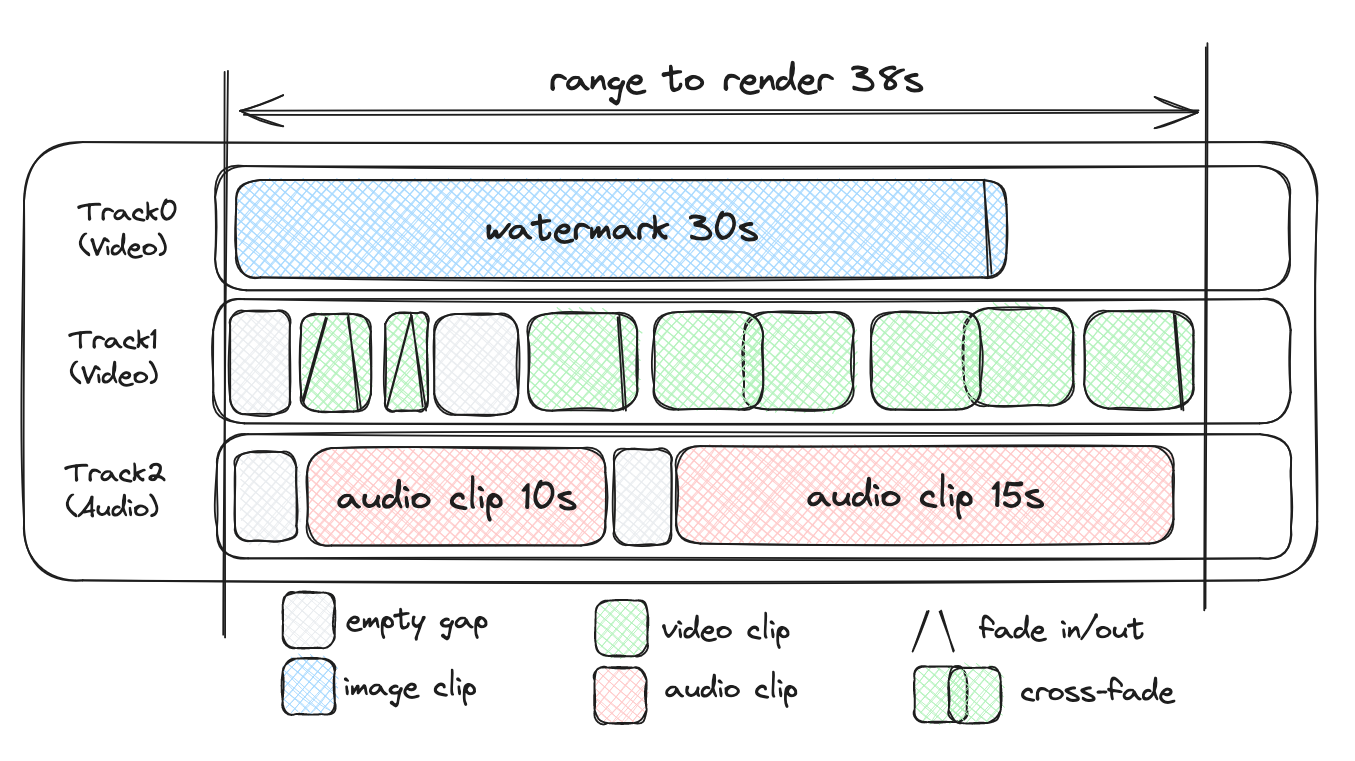 range to render 38s
Track0
(Video)
watermark 30s
Track1
(Video)
Track2
(Audio)
audio clip 10s
audio clip 15s
empty gap
video clip
fade in/out
image clip
audio clip
cross-fade